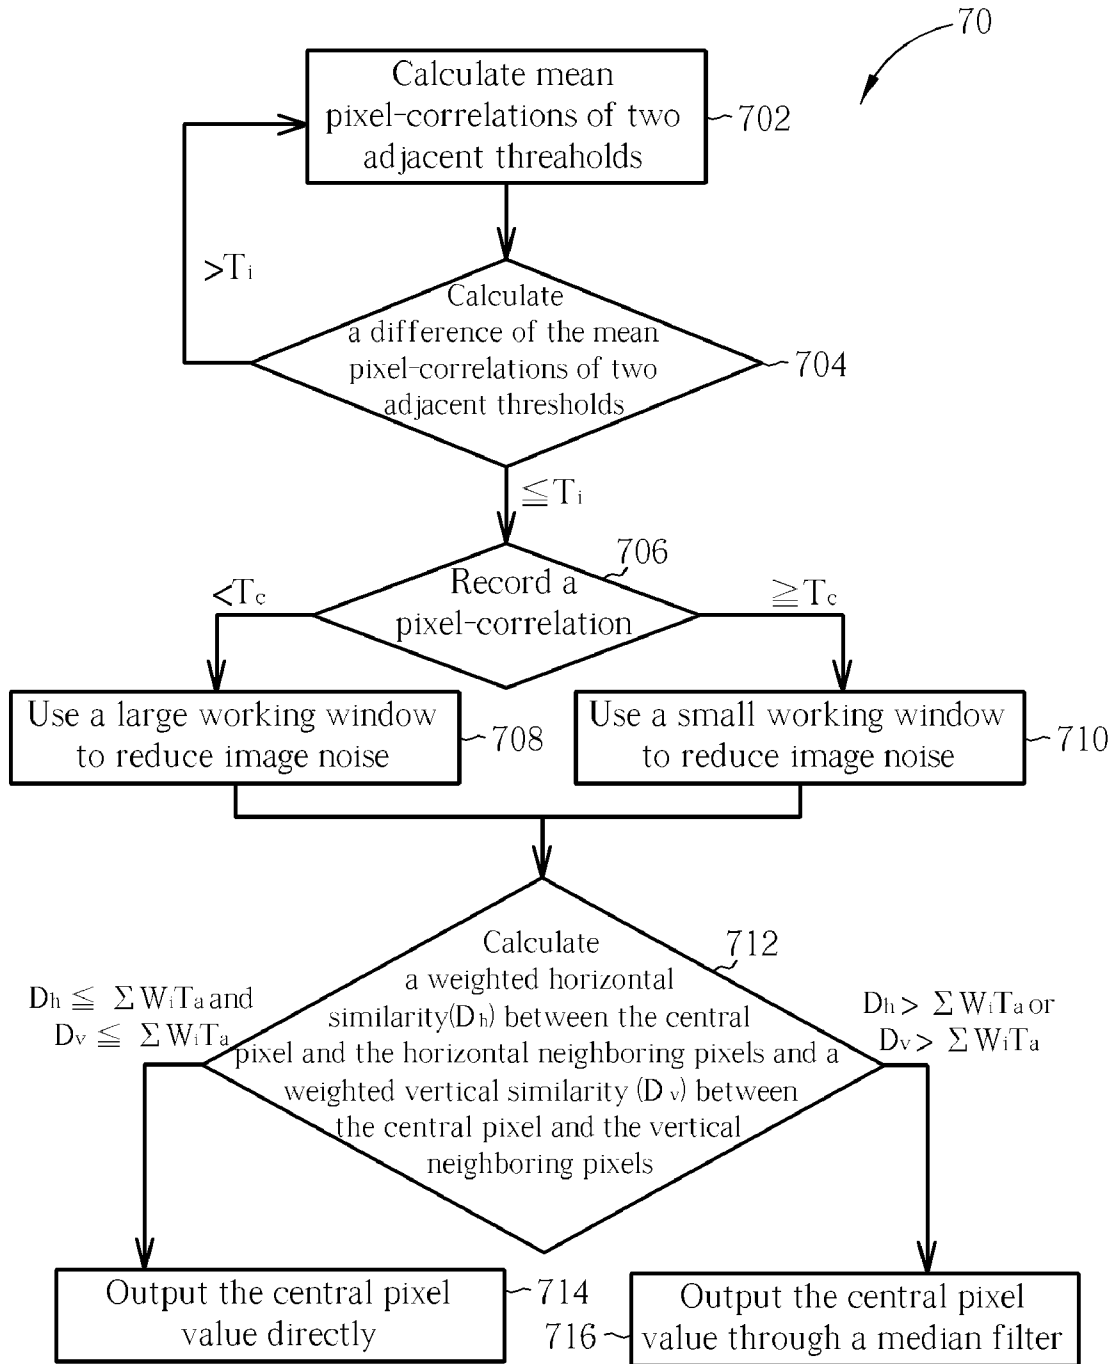 70
Calculate mean
pixel-correlations of two
adjacent threaholds
702
>Ti
Calculate
a difference of the mean
pixel-correlations of two
adjacent thresholds
704
≦Ti
706
Record a
pixel-correlation
<Tc
≧Tc
Use a large working window
to reduce image noise
708
Use a small working window
to reduce image noise
710
Calculate
a weighted horizontal
similarity(Dh) between the central
pixel and the horizontal neighboring pixels and a
weighted vertical similarity (Dv) between
the central pixel and the vertical
neighboring pixels
712
Dh ≦ ΣWiTa and
Dv ≦ ΣWiTa
Dh > ΣWiTa or
Dv > ΣWiTa
Output the central pixel
value directly
714
Output the central pixel
value through a median filter
716